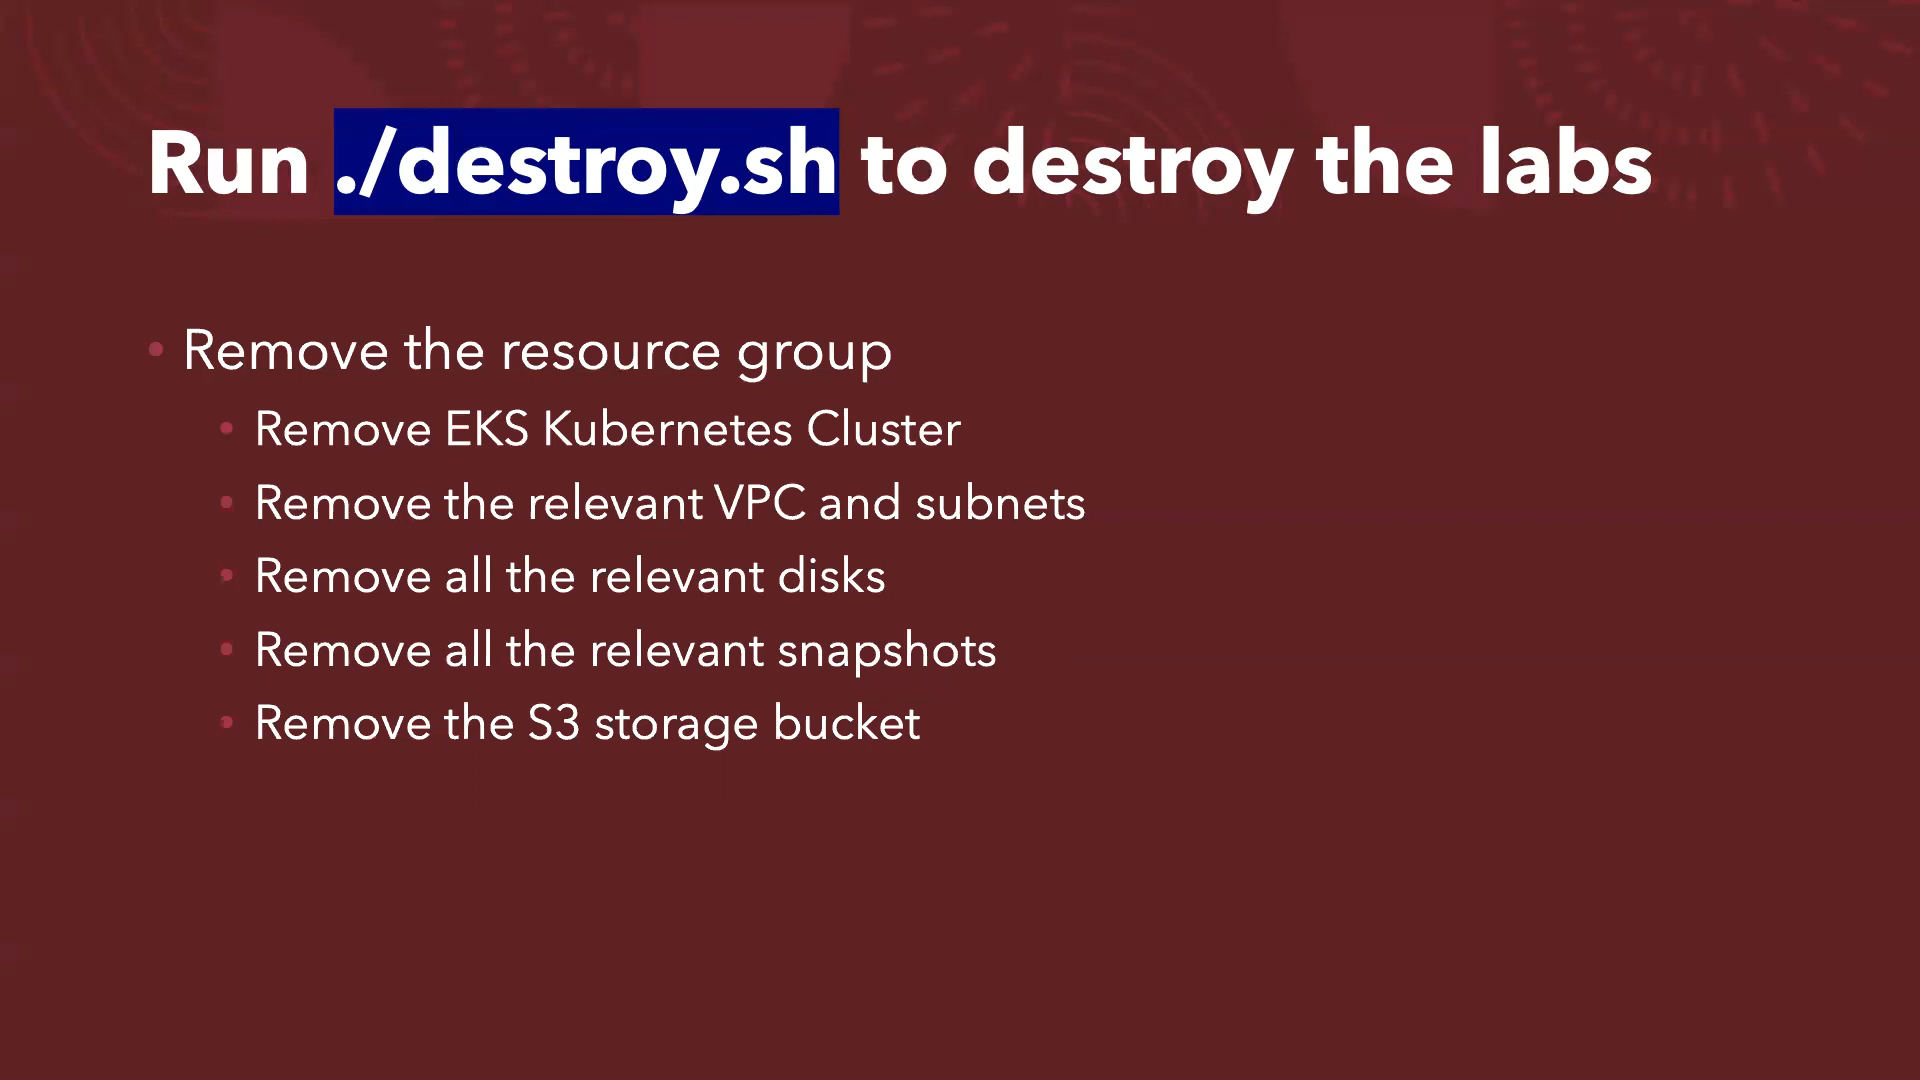 Run ./destroy.sh to destroy the labs
• Remove the resource group
• Remove EKS Kubernetes Cluster
• Remove the relevant VPC and subnets
• Remove all the relevant disks
• Remove all the relevant snapshots
• Remove the S3 storage bucket